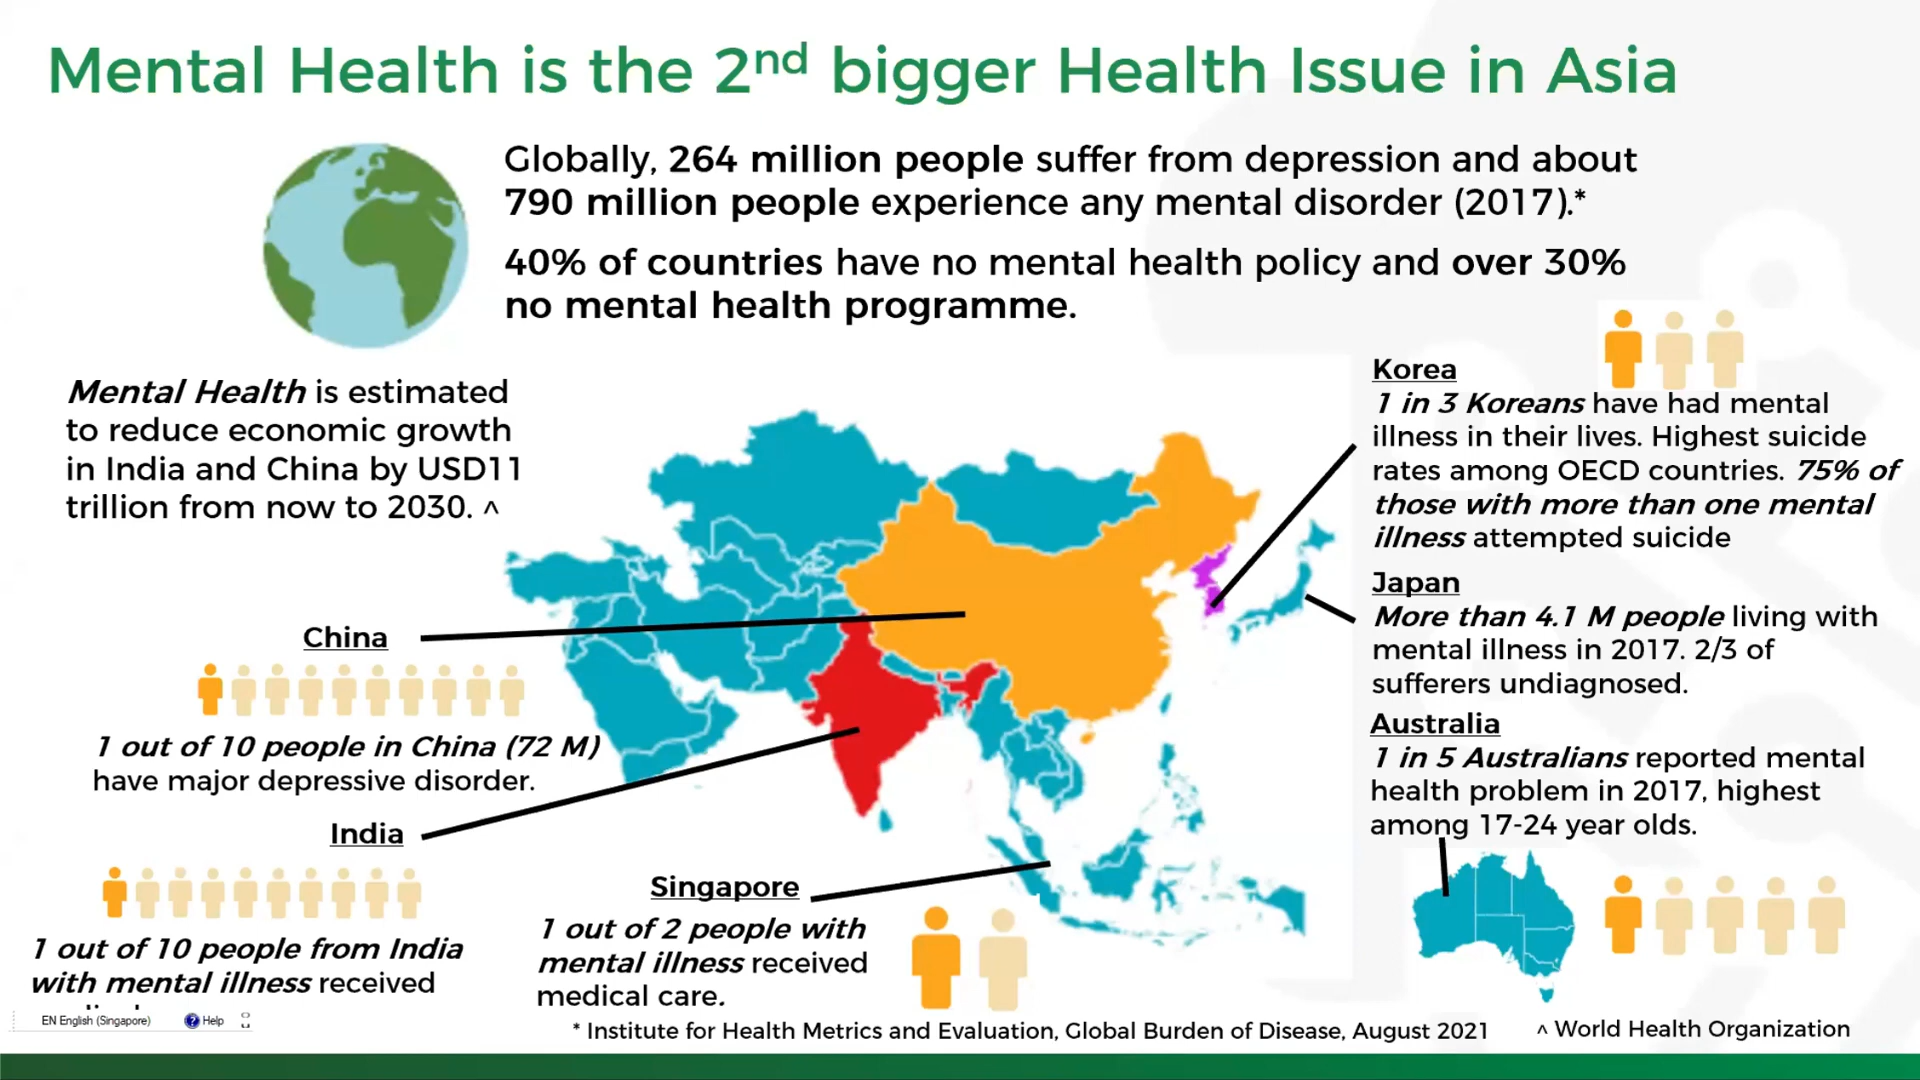 Mental Health is the 2nd bigger Health Issue in Asia
Globally, 264 million people suffer from depression and about
790 million people experience any mental disorder (2017).*
40% of countries have no mental health policy and over 30%
no mental health programme.
Mental Health is estimated
to reduce economic growth
in India and China by USD11
trillion from now to 2030. ^
Korea
1 in 3 Koreans have had mental
illness in their lives. Highest suicide
rates among OECD countries. 75% of
those with more than one mental
illness attempted suicide
Japan
More than 4.1 M people living with
mental illness in 2017. 2/3 of
sufferers undiagnosed.
Australia
1 in 5 Australians reported mental
health problem in 2017, highest
among 17-24 year olds.
China
1 out of 10 people in China (72 M)
have major depressive disorder.
India
1 out of 10 people from India
with mental illness received
Singapore
1 out of 2 people with
mental illness received
medical care.
EN English (Singapore)
? Help
* Institute for Health Metrics and Evaluation, Global Burden of Disease, August 2021
^ World Health Organization